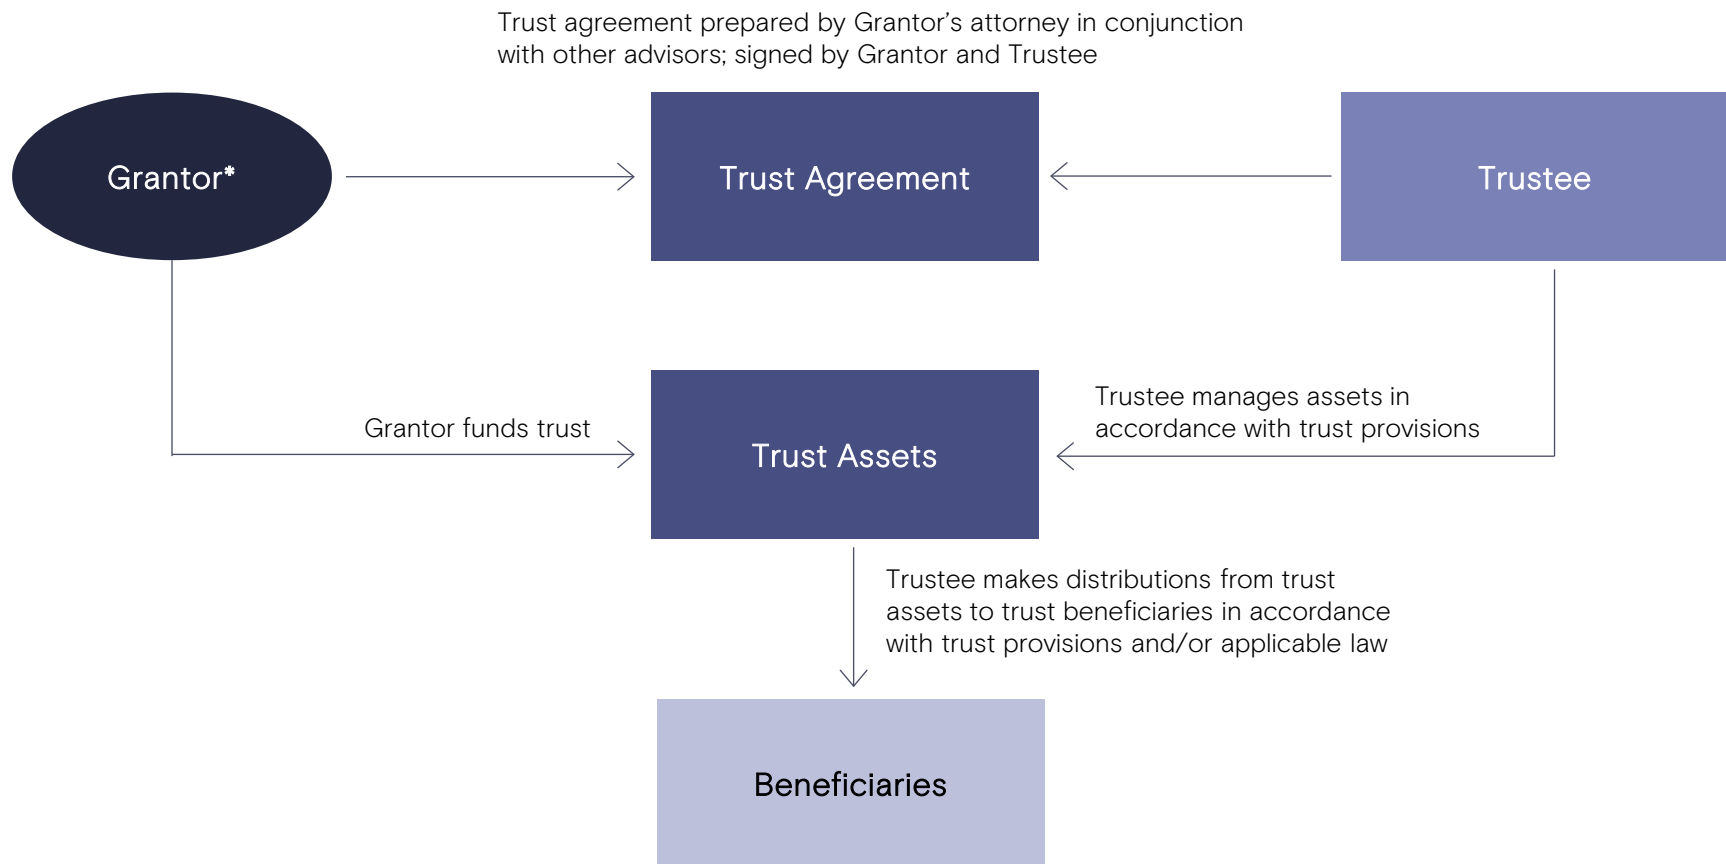 Trust agreement prepared by Grantor’s attorney in conjunction
with other advisors; signed by Grantor and Trustee
Grantor*
Trust Agreement
Trustee
Grantor funds trust
Trust Assets
Trustee manages assets in
accordance with trust provisions
Trustee makes distributions from trust
assets to trust beneficiaries in accordance
with trust provisions and/or applicable law
Beneficiaries